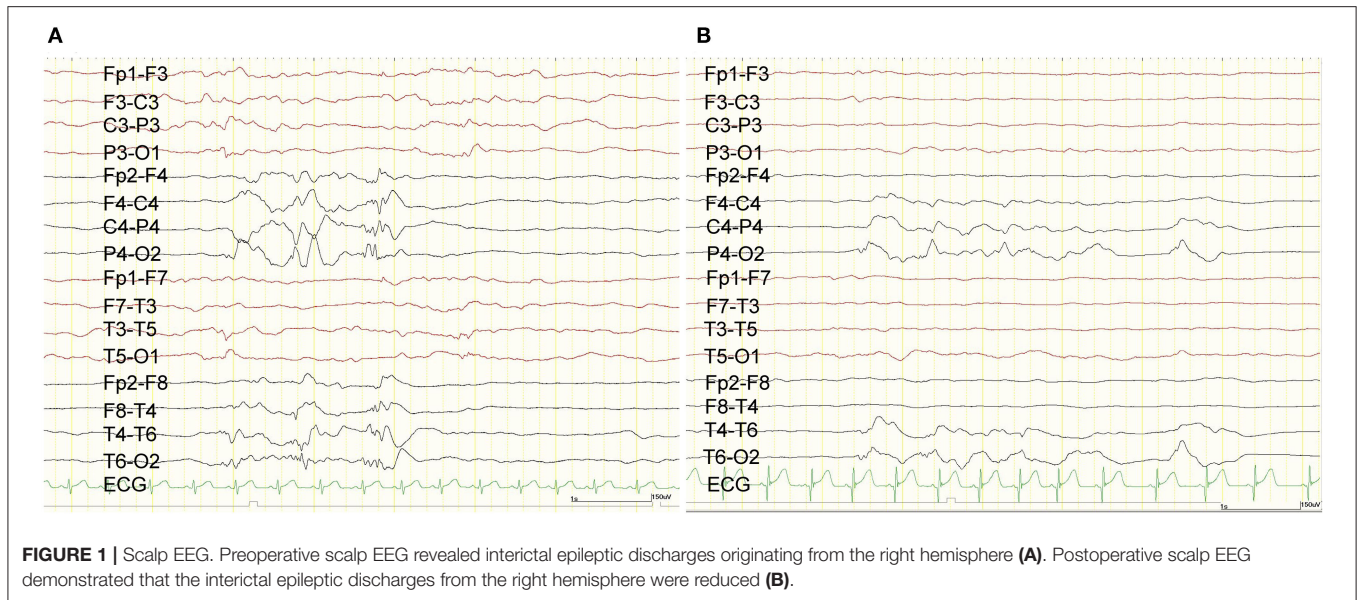 A
Fp1-F3
F3-C3
C3-P3
P3-O1
Fp2-F4
F4-C4
C4-P4
P4-O2
Fp1-F7
F7-T3
T3-T5
T5-O1
Fp2-F8
F8-T4
T4-T6
T6-O2
ECG
1s
150uV
B
Fp1-F3
F3-C3
C3-P3
P3-O1
Fp2-F4
F4-C4
C4-P4
P4-O2
Fp1-F7
F7-T3
T3-T5
T5-O1
Fp2-F8
F8-T4
T4-T6
T6-O2
ECG
1s
150uV
FIGURE 1 | Scalp EEG. Preoperative scalp EEG revealed interictal epileptic discharges originating from the right hemisphere (A). Postoperative scalp EEG
demonstrated that the interictal epileptic discharges from the right hemisphere were reduced (B).